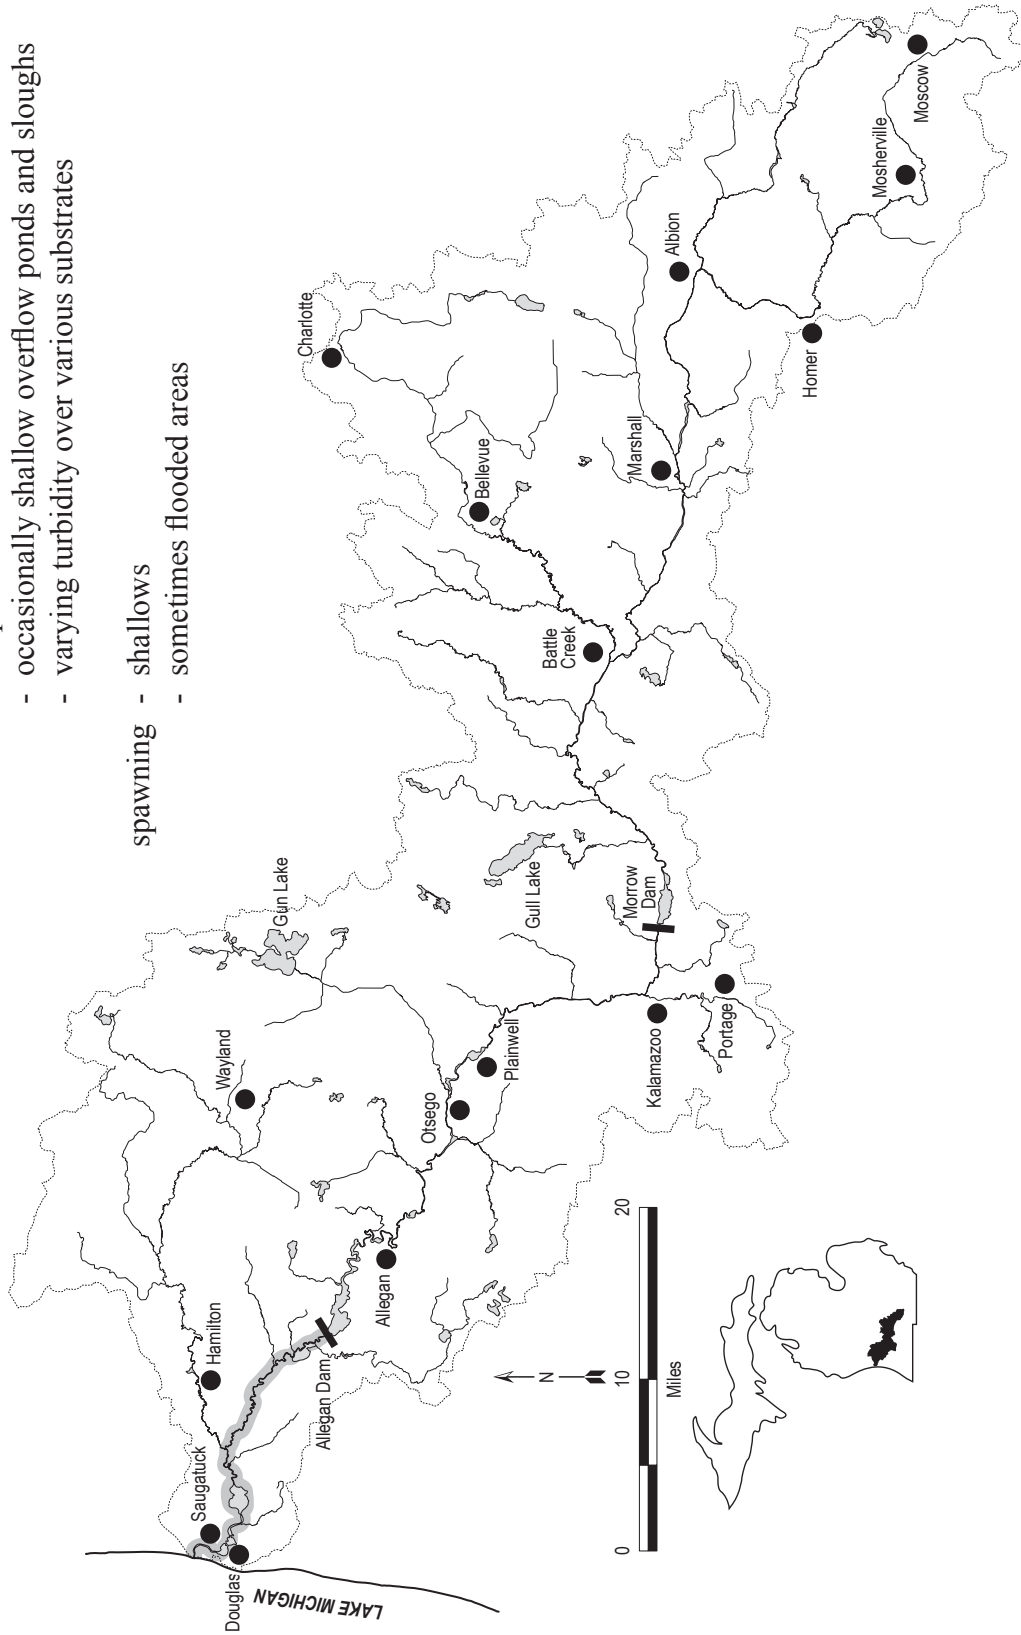 - occasionally shallow overflow ponds and sloughs
- varying turbidity over various substrates
spawning - shallows
- sometimes flooded areas
Charlotte
Bellevue
Albion
Marshall
Moscow
Mosherville
Homer
Battle
Creek
Gun Lake
Gull Lake
Morrow
Dam
Wayland
Plainwell
Otsego
Kalamazoo
Portage
Hamilton
Allegan
Allegan Dam
Saugatuck
Douglas
LAKE MICHIGAN
N
0 10 20
Miles